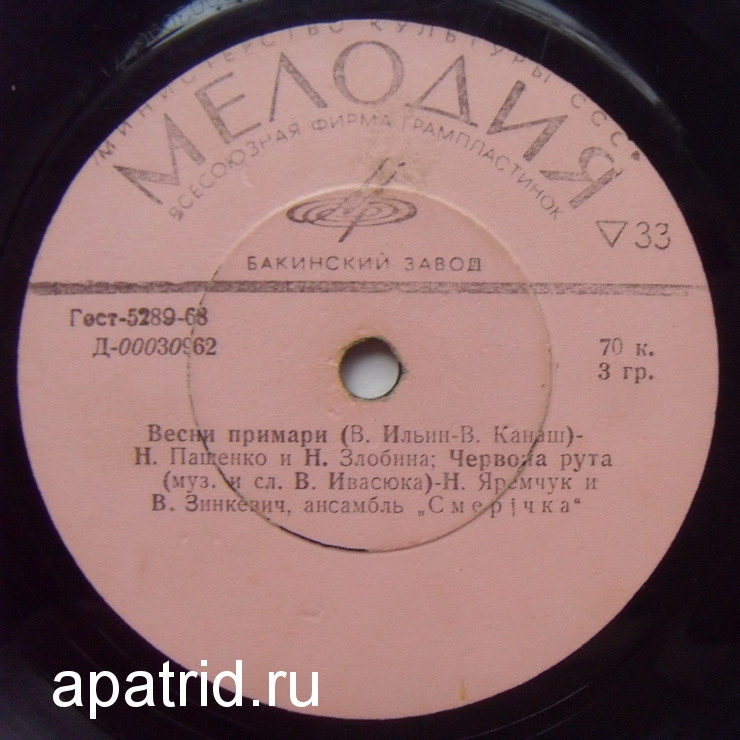 МИНИСТЕРСТВО КУЛЬТУРЫ СССР
МЕЛОДИЯ
ВСЕСОЮЗНАЯ ФИРМА ГРАМПЛАСТИНОК
▽33
БАКИНСКИЙ ЗАВОД
Гост-5289-68
Д-00030962
70 к.
3 гр.
Весни примари (В. Ильин-В. Канаш)-
Н. Пащенко и Н. Злобина; Червона рута
(муз. и сл. В. Ивасюка)-Н. Яремчук и
В. Зинкевич, ансамбль „Смерічка“
apatrid.ru